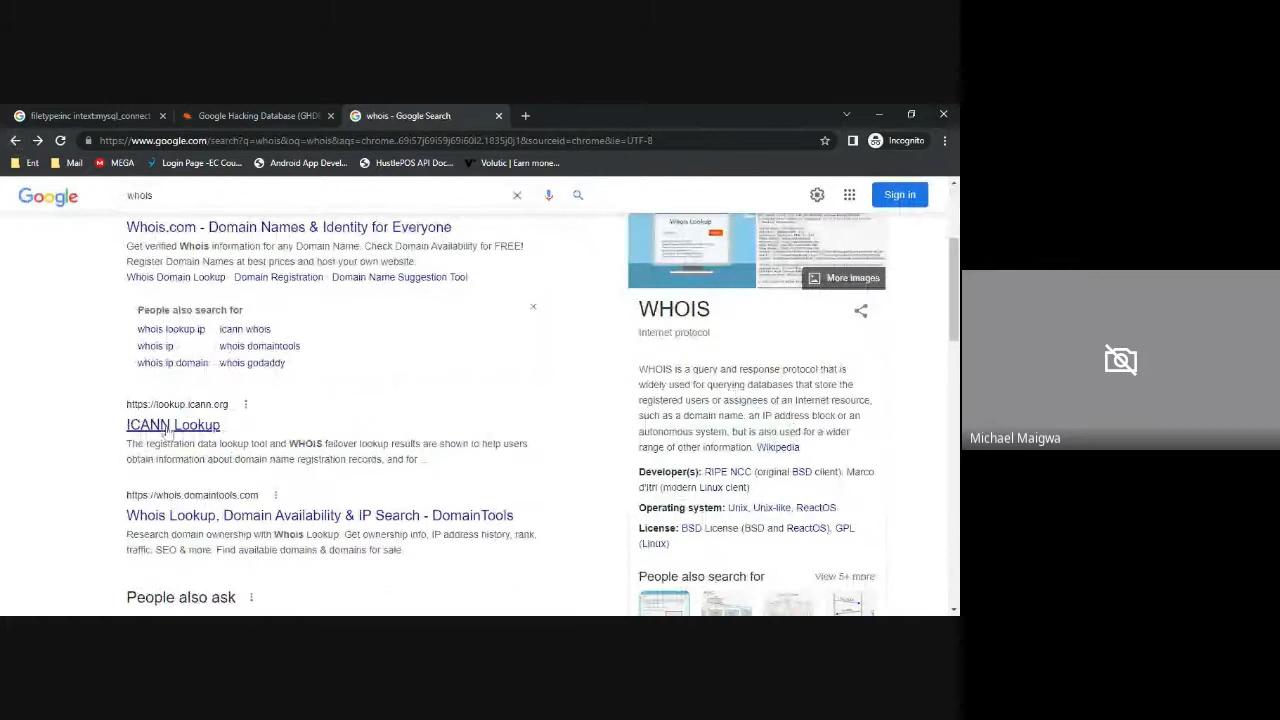 filetype:inc intext:mysql_connect
Google Hacking Database (GHD
whois - Google Search
https://www.google.com/search?q=whois&oq=whois&aqs=chrome..69i57j69i59j69i60l2.1835j0j1&sourceid=chrome&ie=UTF-8
Incognito
Ent
Mail
MEGA
Login Page -EC Cou...
Android App Devel...
HustlePOS API Doc...
Volutic | Earn more...
Google
whois
Sign in
Whois.com - Domain Names & Identity for Everyone
Get verified Whois information for any Domain Name Check Domain Availability for
Register Domain Names at best prices and host your own website.
Whois Domain Lookup · Domain Registration · Domain Name Suggestion Tool
People also search for
whois lookup ip
icann whois
whois ip
whois domaintools
whois ip domain
whois godaddy
https://lookup.icann.org
ICANN Lookup
The registration data lookup tool and WHOIS failover lookup results are shown to help users
obtain information about domain name registration records, and for ...
https://whois.domaintools.com
Whois Lookup, Domain Availability & IP Search - DomainTools
Research domain ownership with Whois Lookup Get ownership info, IP address history, rank,
traffic, SEO & more. Find available domains & domains for sale.
People also ask
Whois Lookup
More images
WHOIS
Internet protocol
WHOIS is a query and response protocol that is
widely used for querying databases that store the
registered users or assignees of an Internet resource,
such as a domain name, an IP address block or an
autonomous system, but is also used for a wider
range of other information. Wikipedia
Developer(s): RIPE NCC (original BSD client), Marco
d'Itri (modern Linux client)
Operating system: Unix, Unix-like, ReactOS
License: BSD License (BSD and ReactOS), GPL
(Linux)
People also search for
View 5+ more
Michael Maigwa